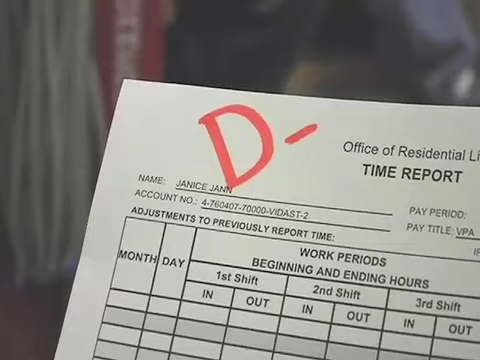 D-
Office of Residential Li
TIME REPORT
NAME: JANICE JANN
ACCOUNT NO.: 4-760407-70000-VIDAST-2
PAY PERIOD:
PAY TITLE: VPA
ADJUSTMENTS TO PREVIOUSLY REPORT TIME:
MONTH DAY
WORK PERIODS
BEGINNING AND ENDING HOURS
1st Shift 2nd Shift 3rd Shift
IN OUT IN OUT IN OUT